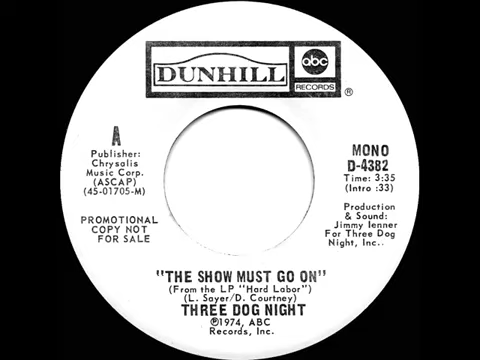 DUNHILL
abc
RECORDS
®
A
Publisher:
Chrysalis
Music Corp.
(ASCAP)
(45-01705-M)
PROMOTIONAL
COPY NOT
FOR SALE
MONO
D-4382
Time: 3:35
(Intro :33)
Production
& Sound:
Jimmy Ienner
For Three Dog
Night, Inc.
"THE SHOW MUST GO ON"
(From the LP "Hard Labor")
(L. Sayer/D. Courtney)
THREE DOG NIGHT
℗1974, ABC
Records, Inc.